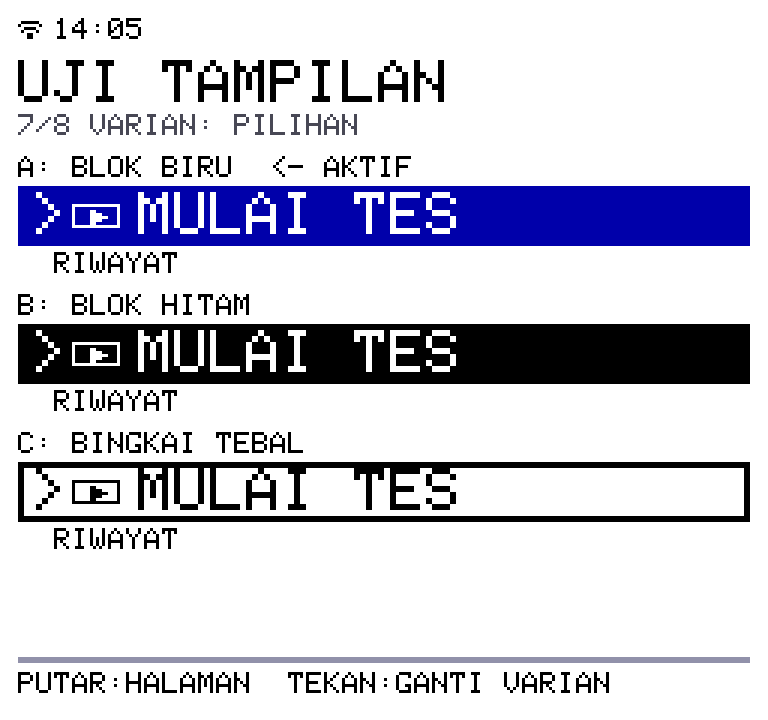 14:05
UJI TAMPILAN
7/8 VARIAN: PILIHAN
A: BLOK BIRU <- AKTIF
> MULAI TES
RIWAYAT
B: BLOK HITAM
> MULAI TES
RIWAYAT
C: BINGKAI TEBAL
> MULAI TES
RIWAYAT
PUTAR:HALAMAN TEKAN:GANTI VARIAN